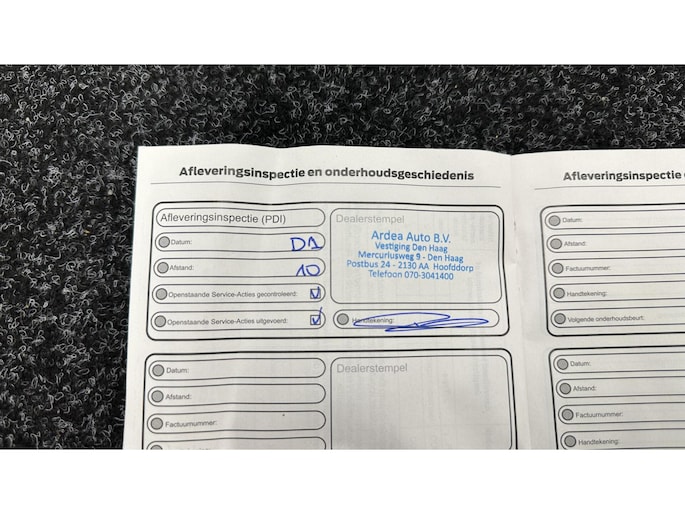 Afleveringsinspectie en onderhoudsgeschiedenis
Afleveringsinspectie (PDI)
Datum: D1
Afstand: 10
Openstaande Service-Acties gecontroleerd:
Openstaande Service-Acties uitgevoerd:
Dealerstempel
Ardea Auto B.V.
Vestiging Den Haag
Mercuriusweg 9 - Den Haag
Postbus 24 - 2130 AA Hoofddorp
Telefoon 070-3041400
Handtekening:
Datum:
Afstand:
Factuurnummer:
Dealerstempel
Afleveringsinspectie
Datum:
Afstand:
Factuurnummer:
Handtekening:
Volgende onderhoudsbeurt:
Datum:
Afstand:
Factuurnummer:
Handtekening: